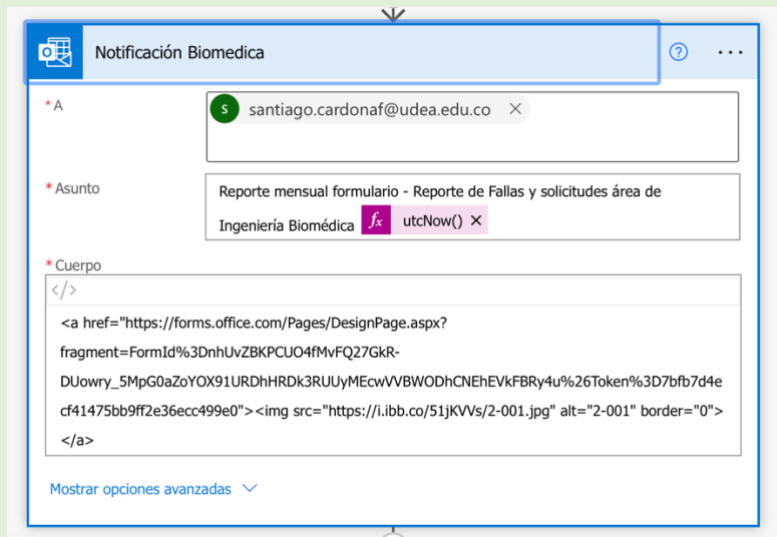 Notificación Biomedica
? ...
* A
S santiago.cardonaf@udea.edu.co ×
* Asunto
Reporte mensual formulario - Reporte de Fallas y solicitudes área de
Ingeniería Biomédica fx utcNow() ×
* Cuerpo
</>
<a href="https://forms.office.com/Pages/DesignPage.aspx?
fragment=FormId%3DnhUvZBKPCUO4fMvFQ27GkR-
DUowry_5MpG0aZoYOX91URDhHRDk3RUUyMEcwVVBWODhCNEhEVkFBRy4u%26Token%3D7bfb7d4e
cf41475bb9ff2e36ecc499e0"><img src="https://i.ibb.co/51jKVVs/2-001.jpg" alt="2-001" border="0">
</a>
Mostrar opciones avanzadas